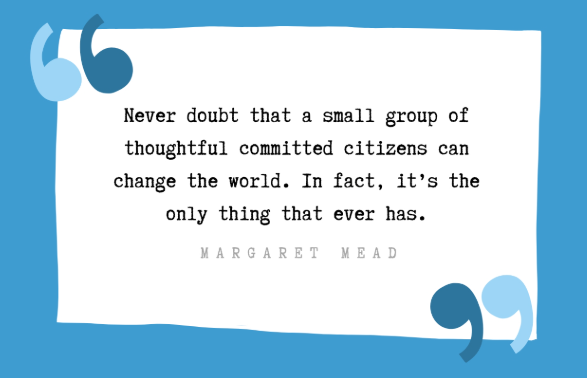 Never doubt that a small group of
thoughtful committed citizens can
change the world. In fact, it's the
only thing that ever has.
MARGARET MEAD